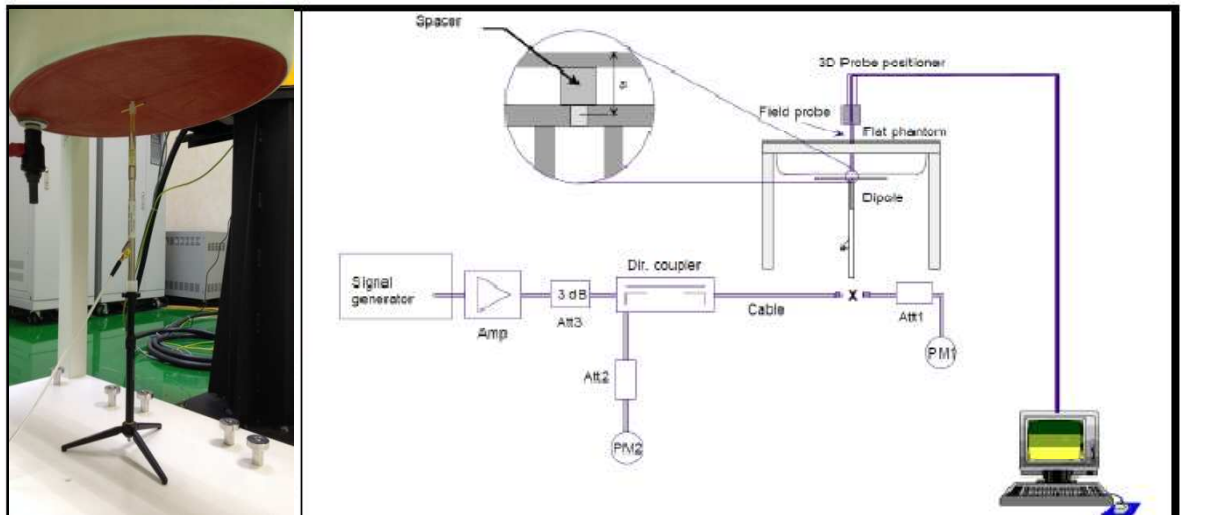 Spacer
s
3D Probe positioner
Field probe
Flat phantom
Dipole
Signal
generator
Amp
3 dB
Att3
Dir. coupler
Cable
X
Att1
PM1
Att2
PM2